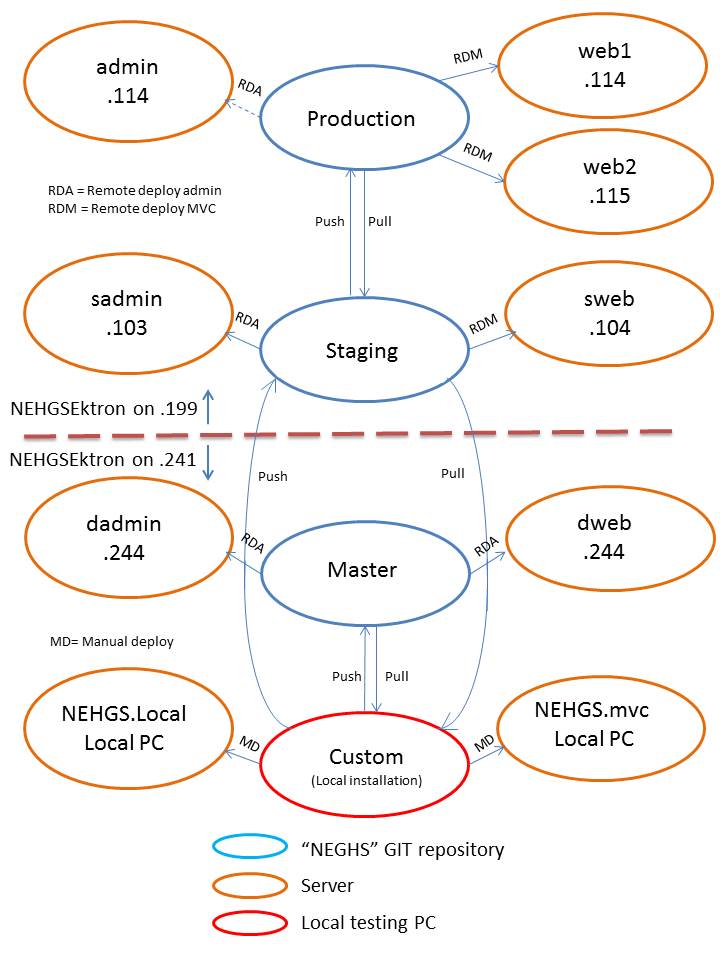 admin
.114
RDA
Production
RDM
web1
.114
RDM
web2
.115
RDA = Remote deploy admin
RDM = Remote deploy MVC
Push
Pull
sadmin
.103
RDA
Staging
RDM
sweb
.104
NEHGSEktron on .199
NEHGSEktron on .241
Push
Pull
dadmin
.244
RDA
Master
RDA
dweb
.244
MD= Manual deploy
Push
Pull
NEHGS.Local
Local PC
MD
Custom
(Local installation)
MD
NEHGS.mvc
Local PC
“NEGHS” GIT repository
Server
Local testing PC